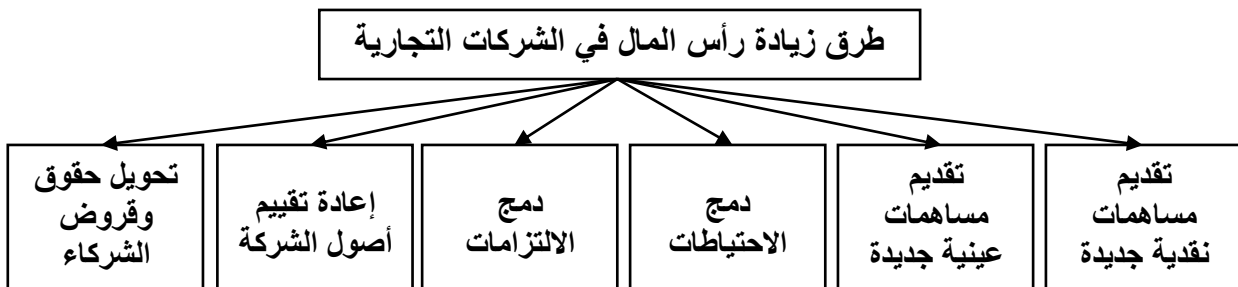 طرق زيادة رأس المال في الشركات التجارية
تقديم
مساهمات
نقدية جديدة
تقديم
مساهمات
عينية جديدة
دمج
الاحتياطات
دمج
الالتزامات
إعادة تقييم
أصول الشركة
تحويل حقوق
وقروض
الشركاء